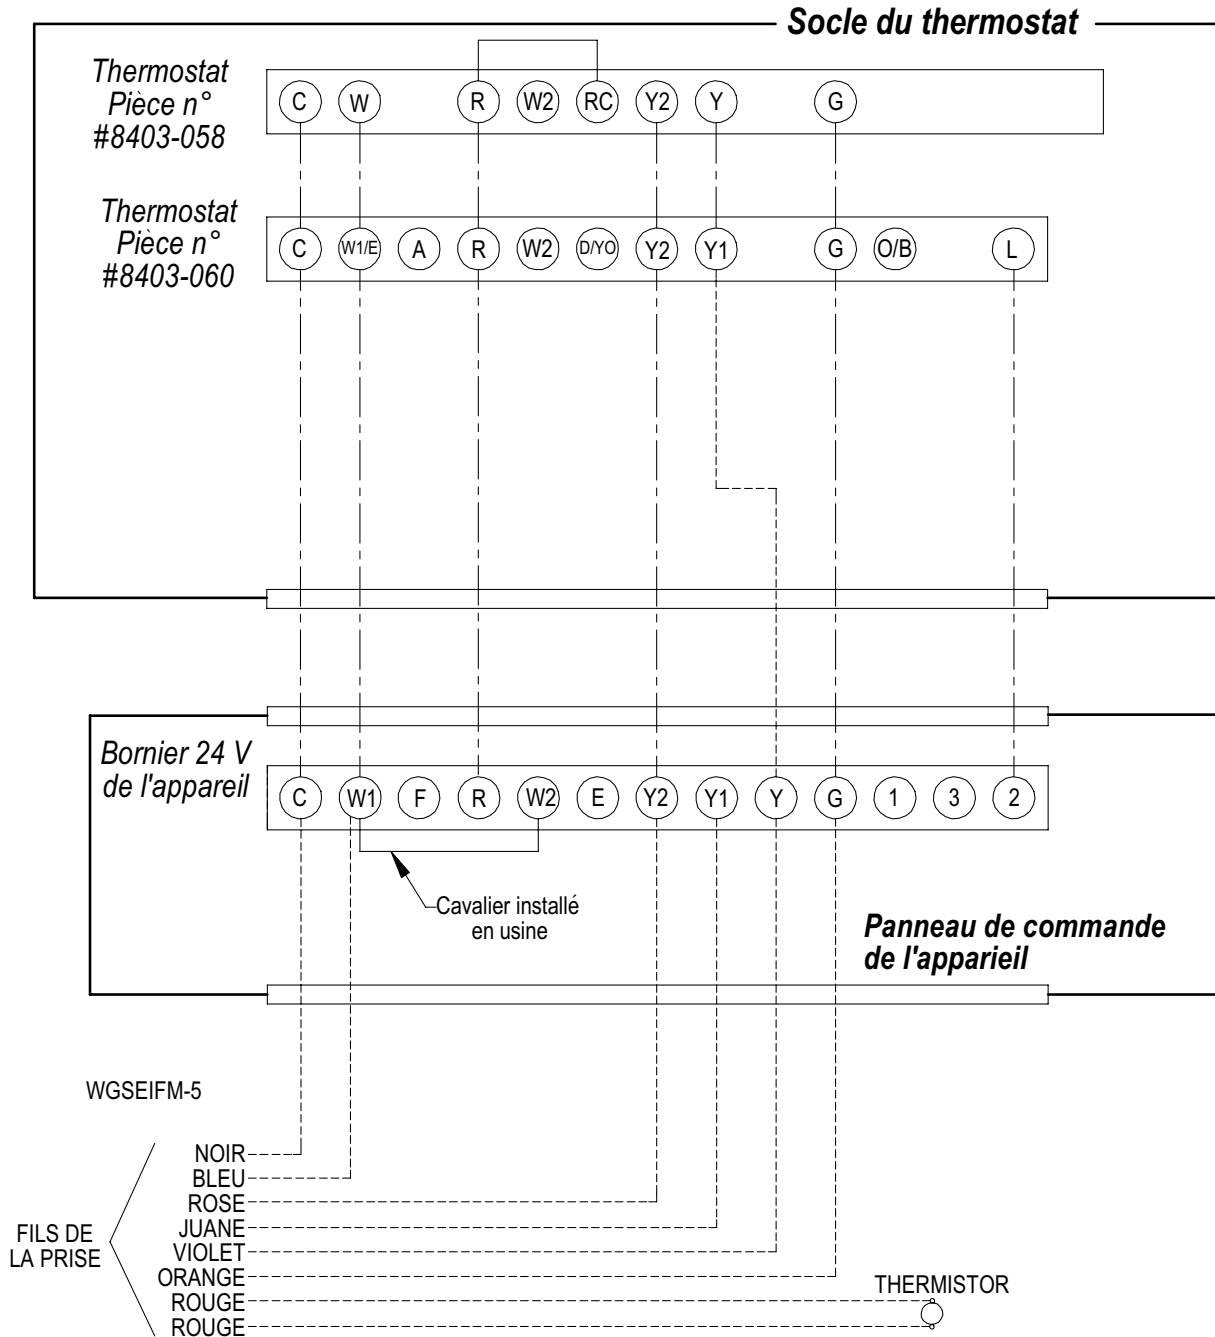 Socle du thermostat
Thermostat
Pièce n°
#8403-058
C W R W2 RC Y2 Y G
Thermostat
Pièce n°
#8403-060
C W1/E A R W2 D/YO Y2 Y1 G O/B L
Bornier 24 V
de l'appareil
C W1 F R W2 E Y2 Y1 Y G 1 3 2
Cavalier installé
en usine
Panneau de commande
de l'apparieil
WGSEIFM-5
FILS DE
LA PRISE
NOIR
BLEU
ROSE
JUANE
VIOLET
ORANGE
ROUGE
ROUGE
THERMISTOR